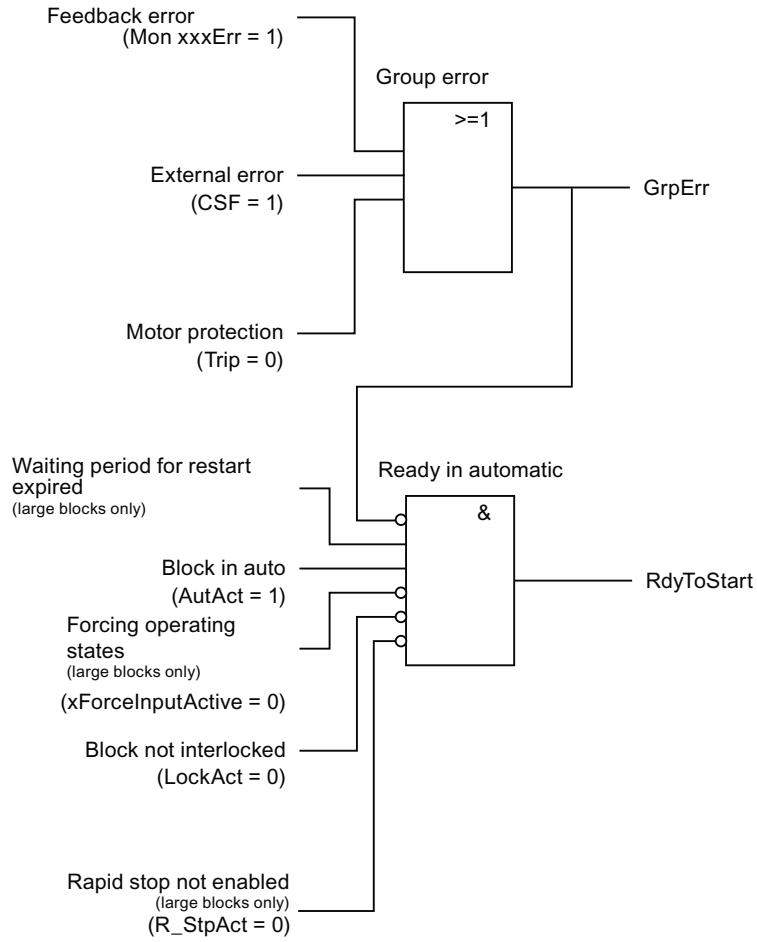 Feedback error
(Mon xxxErr = 1)
Group error
>=1
External error
(CSF = 1)
GrpErr
Motor protection
(Trip = 0)
Waiting period for restart
expired
(large blocks only)
Ready in automatic
&
Block in auto
(AutAct = 1)
RdyToStart
Forcing operating
states
(large blocks only)
(xForceInputActive = 0)
Block not interlocked
(LockAct = 0)
Rapid stop not enabled
(large blocks only)
(R_StpAct = 0)